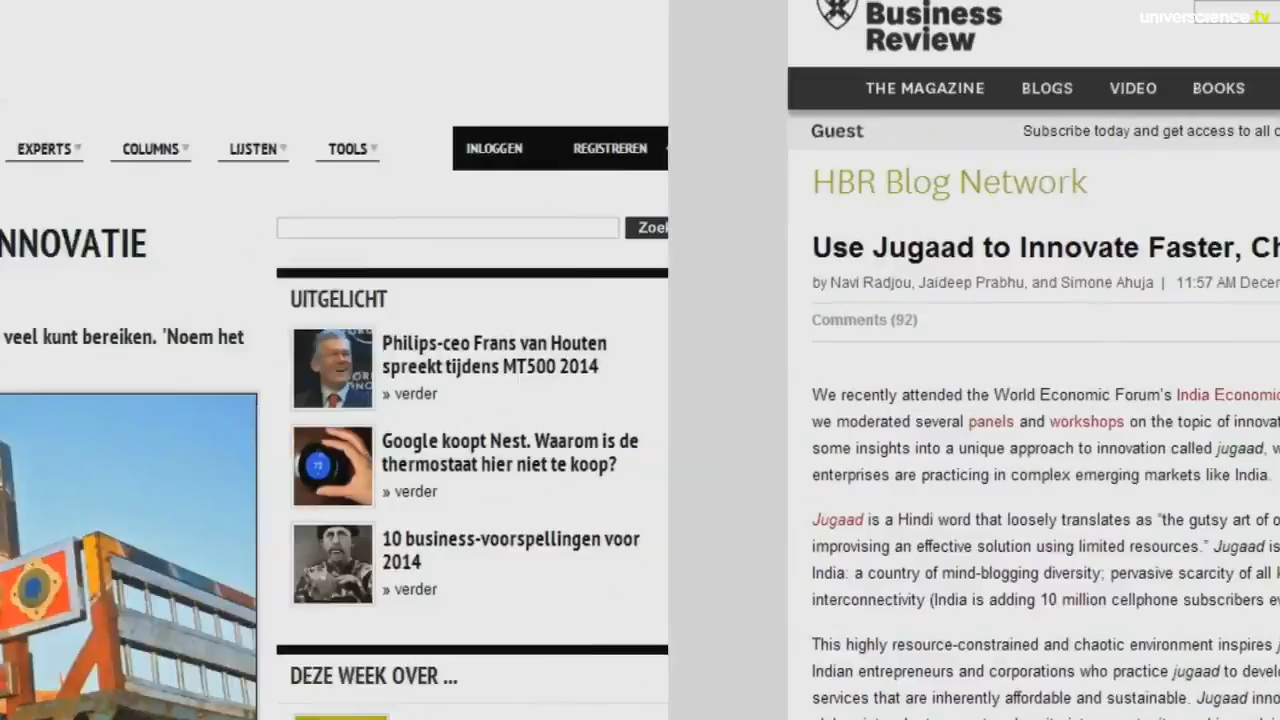 universcience.tv
EXPERTS
COLUMNS
LIJSTEN
TOOLS
INLOGGEN
REGISTREREN
NNOVATIE
veel kunt bereiken. 'Noem het
Zoek
UITGELICHT
Philips-ceo Frans van Houten
spreekt tijdens MT500 2014
» verder
Google koopt Nest. Waarom is de
thermostaat hier niet te koop?
» verder
10 business-voorspellingen voor
2014
» verder
DEZE WEEK OVER ...
Business
Review
THE MAGAZINE
BLOGS
VIDEO
BOOKS
Guest
Subscribe today and get access to all
HBR Blog Network
Use Jugaad to Innovate Faster, Ch
by Navi Radjou, Jaideep Prabhu, and Simone Ahuja | 11:57 AM Decem
Comments (92)
We recently attended the World Economic Forum's India Economic
we moderated several panels and workshops on the topic of innovat
some insights into a unique approach to innovation called jugaad, w
enterprises are practicing in complex emerging markets like India.
Jugaad is a Hindi word that loosely translates as "the gutsy art of
improvising an effective solution using limited resources." Jugaad is
India: a country of mind-blogging diversity; pervasive scarcity of all
interconnectivity (India is adding 10 million cellphone subscribers
This highly resource-constrained and chaotic environment inspires
Indian entrepreneurs and corporations who practice jugaad to develo
services that are inherently affordable and sustainable. Jugaad inno